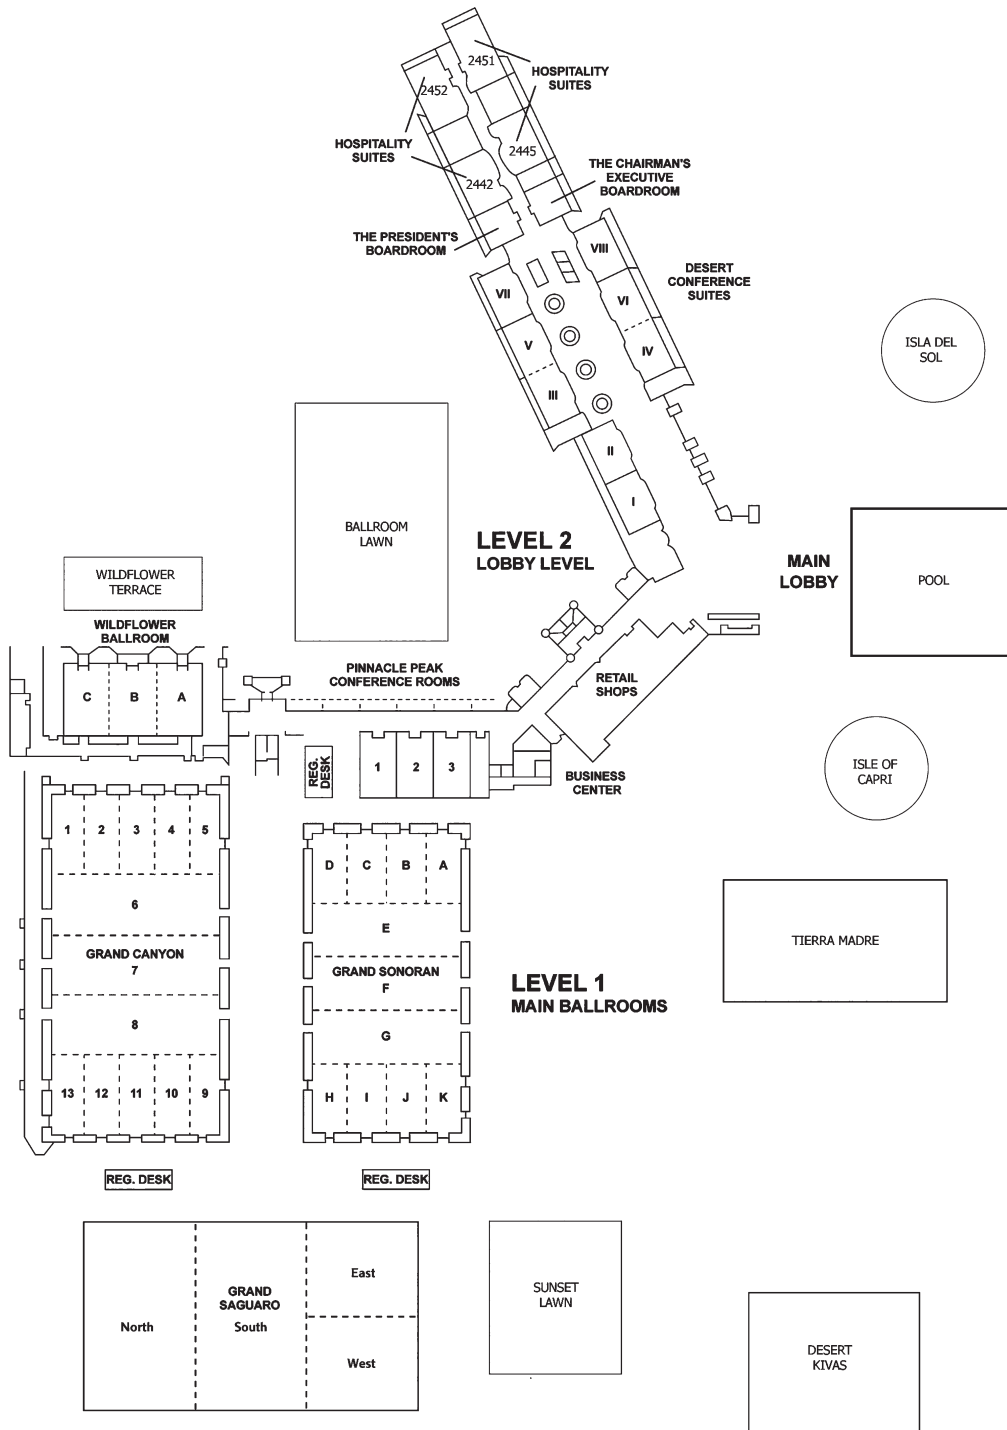 2451
HOSPITALITY
SUITES
2452
HOSPITALITY
SUITES
2445
2442
THE CHAIRMAN'S
EXECUTIVE
BOARDROOM
THE PRESIDENT'S
BOARDROOM
VIII
DESERT
CONFERENCE
SUITES
VII
VI
V
IV
III
ISLA DEL
SOL
II
I
BALLROOM
LAWN
LEVEL 2
LOBBY LEVEL
MAIN
LOBBY
POOL
WILDFLOWER
TERRACE
WILDFLOWER
BALLROOM
C
B
A
PINNACLE PEAK
CONFERENCE ROOMS
RETAIL
SHOPS
REG.
DESK
1
2
3
BUSINESS
CENTER
ISLE OF
CAPRI
1
2
3
4
5
6
GRAND CANYON
7
8
13
12
11
10
9
D
C
B
A
E
GRAND SONORAN
F
G
H
I
J
K
LEVEL 1
MAIN BALLROOMS
TIERRA MADRE
REG. DESK
REG. DESK
North
GRAND
SAGUARO
South
East
West
SUNSET
LAWN
DESERT
KIVAS